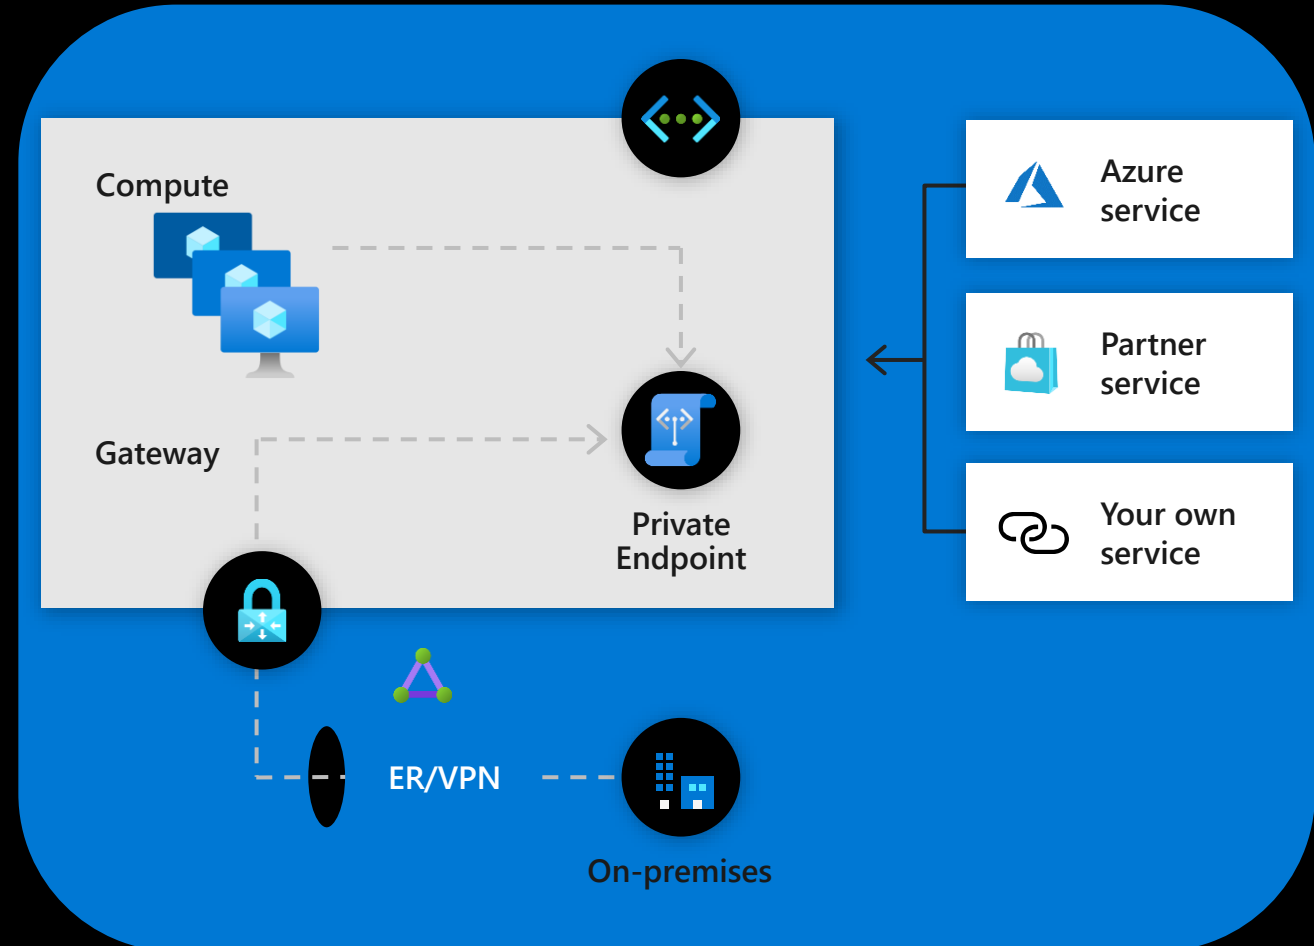 Compute
Azure
service
Partner
service
Gateway
Private
Endpoint
Your own
service
ER/VPN
On-premises